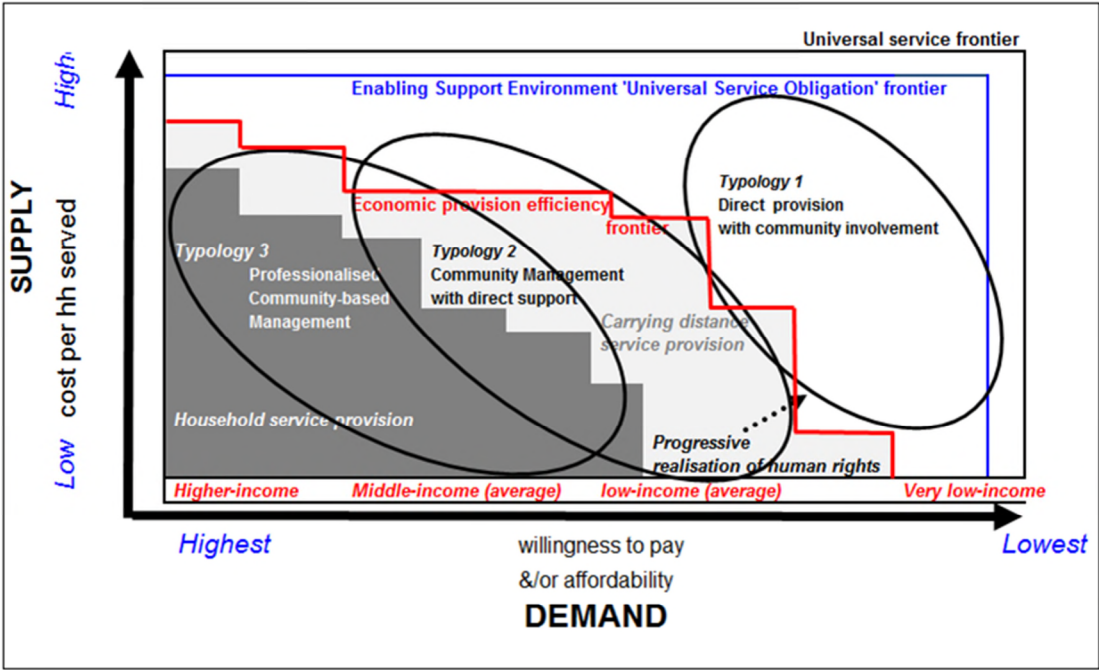 Universal service frontier
Enabling Support Environment 'Universal Service Obligation' frontier
SUPPLY
Low cost per hh served High
Typology 1
Direct provision
with community involvement
Economic provision efficiency
frontier
Typology 2
Community Management
with direct support
Typology 3
Professionalised
Community-based
Management
Carrying distance
service provision
Household service provision
Progressive
realisation of human rights
Higher-income Middle-income (average) low-income (average) Very low-income
Highest willingness to pay Lowest
&/or affordability
DEMAND